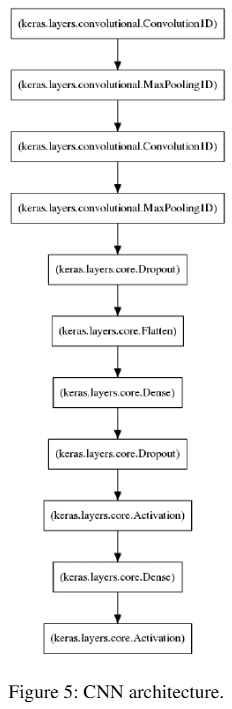 (keras.layers.convolutional.Convolution1D)
(keras.layers.convolutional.MaxPooling1D)
(keras.layers.convolutional.Convolution1D)
(keras.layers.convolutional.MaxPooling1D)
(keras.layers.core.Dropout)
(keras.layers.core.Flatten)
(keras.layers.core.Dense)
(keras.layers.core.Dropout)
(keras.layers.core.Activation)
(keras.layers.core.Dense)
(keras.layers.core.Activation)
Figure 5: CNN architecture.